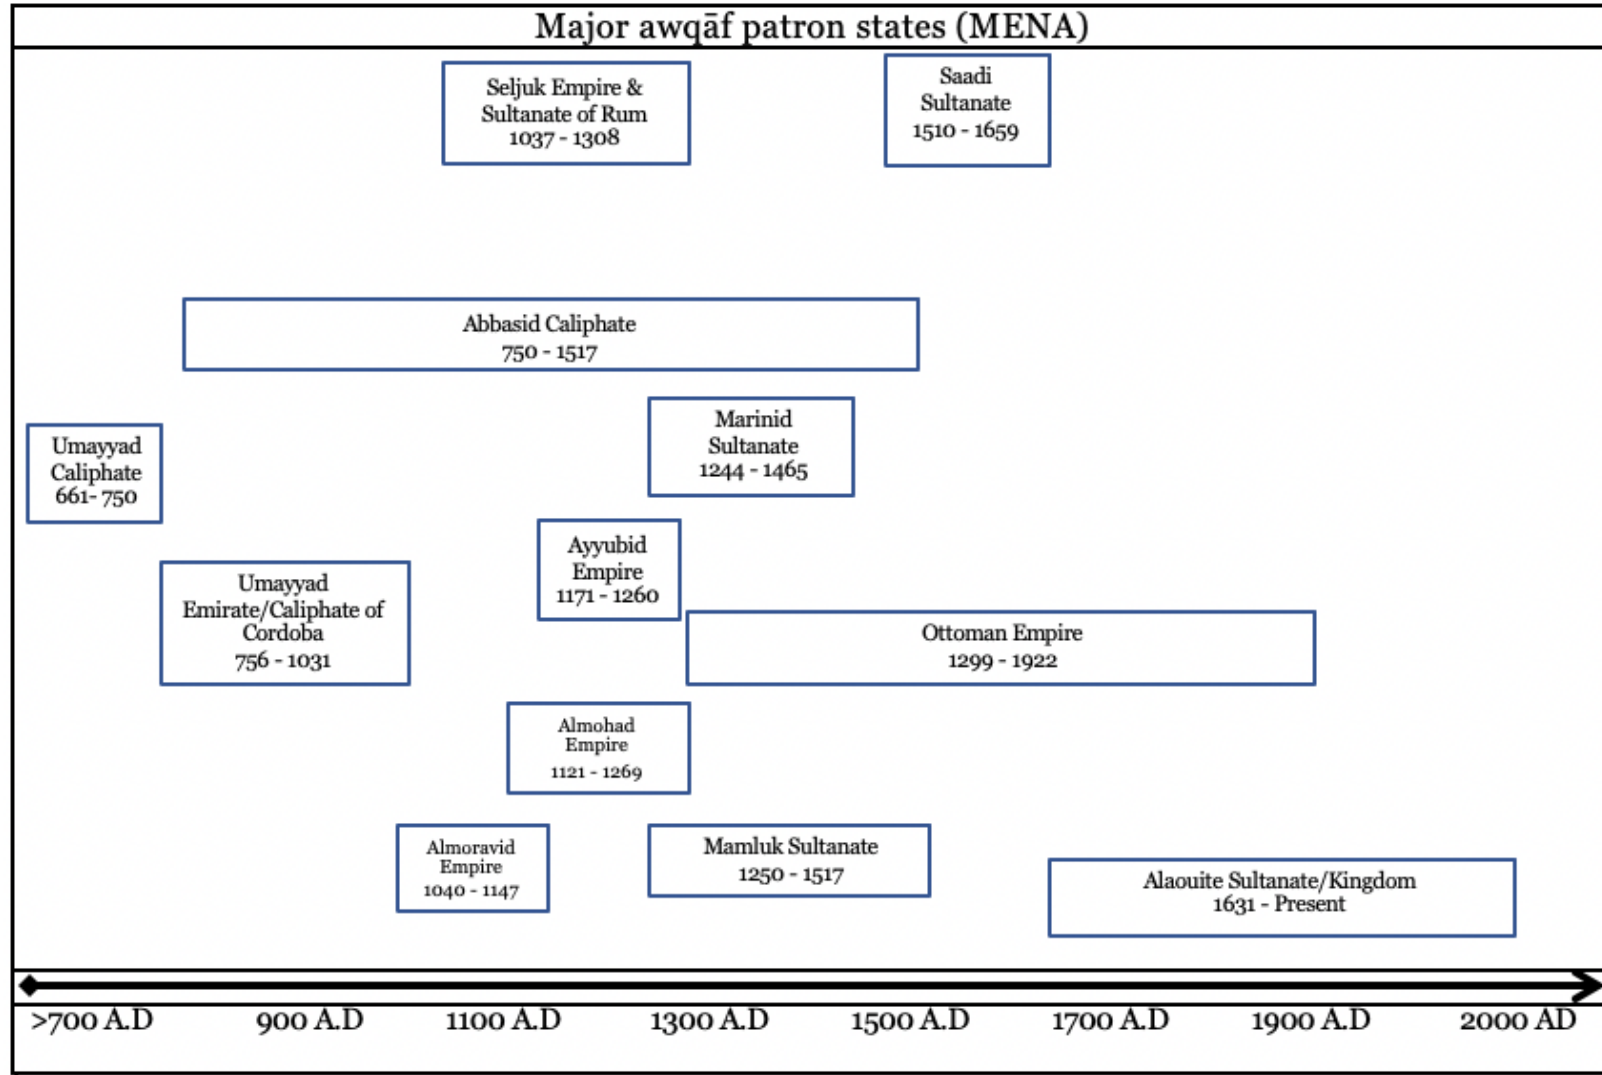 Major awqāf patron states (MENA)
Seljuk Empire &
Sultanate of Rum
1037 - 1308
Saadi
Sultanate
1510 - 1659
Abbasid Caliphate
750 - 1517
Marinid
Sultanate
1244 - 1465
Umayyad
Caliphate
661- 750
Ayyubid
Empire
1171 - 1260
Umayyad
Emirate/Caliphate of
Cordoba
756 - 1031
Ottoman Empire
1299 - 1922
Almohad
Empire
1121 - 1269
Almoravid
Empire
1040 - 1147
Mamluk Sultanate
1250 - 1517
Alaouite Sultanate/Kingdom
1631 - Present
>700 A.D 900 A.D 1100 A.D 1300 A.D 1500 A.D 1700 A.D 1900 A.D 2000 AD